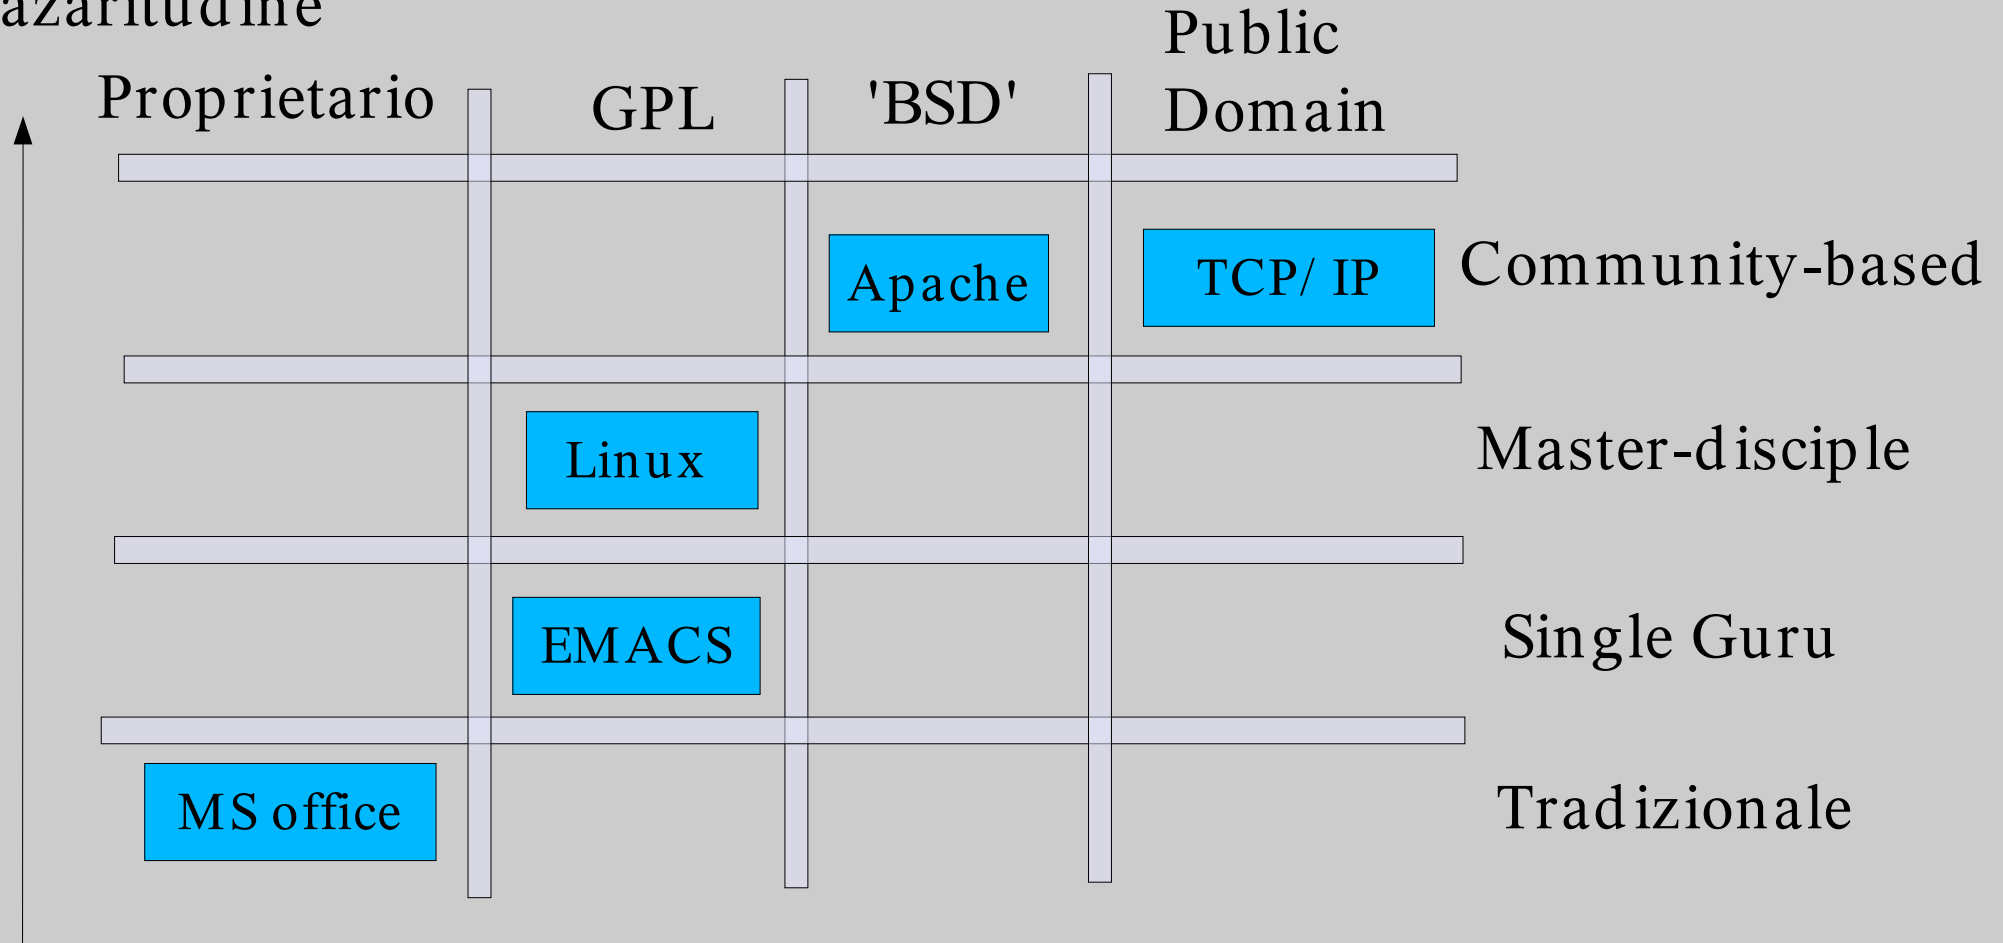 azaritudine
Proprietario
GPL
'BSD'
Public
Domain
Apache
TCP/ IP
Community-based
Linux
Master-disciple
EMACS
Single Guru
MS office
Tradizionale